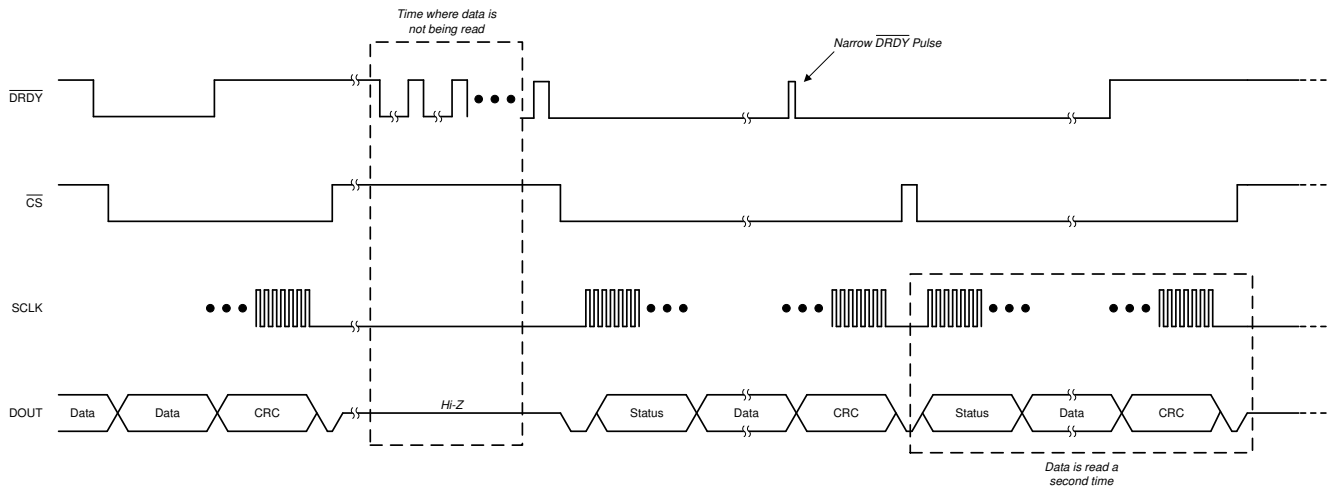 Time where data is
not being read
Narrow DRDY Pulse
DRDY
CS
SCLK
DOUT
Data
Data
CRC
Hi-Z
Status
Data
CRC
Status
Data
CRC
Data is read a
second time